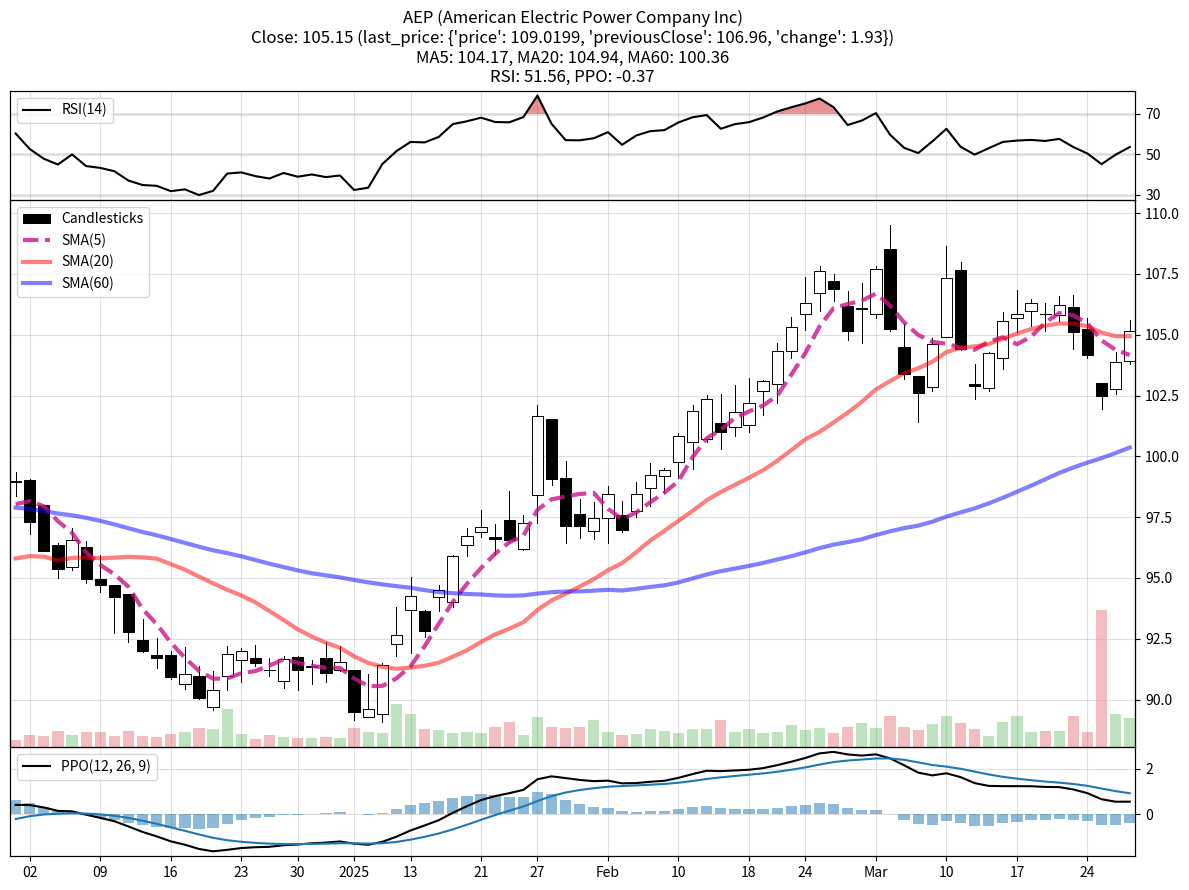 AEP (American Electric Power Company Inc)
Close: 105.15 (last_price: {'price': 109.0199, 'previousClose': 106.96, 'change': 1.93})
MA5: 104.17, MA20: 104.94, MA60: 100.36
RSI: 51.56, PPO: -0.37
RSI(14)
70
50
30
Candlesticks
SMA(5)
SMA(20)
SMA(60)
110.0
107.5
105.0
102.5
100.0
97.5
95.0
92.5
90.0
PPO(12, 26, 9)
2
0
02 09 16 23 30 2025 13 21 27 Feb 10 18 24 Mar 10 17 24